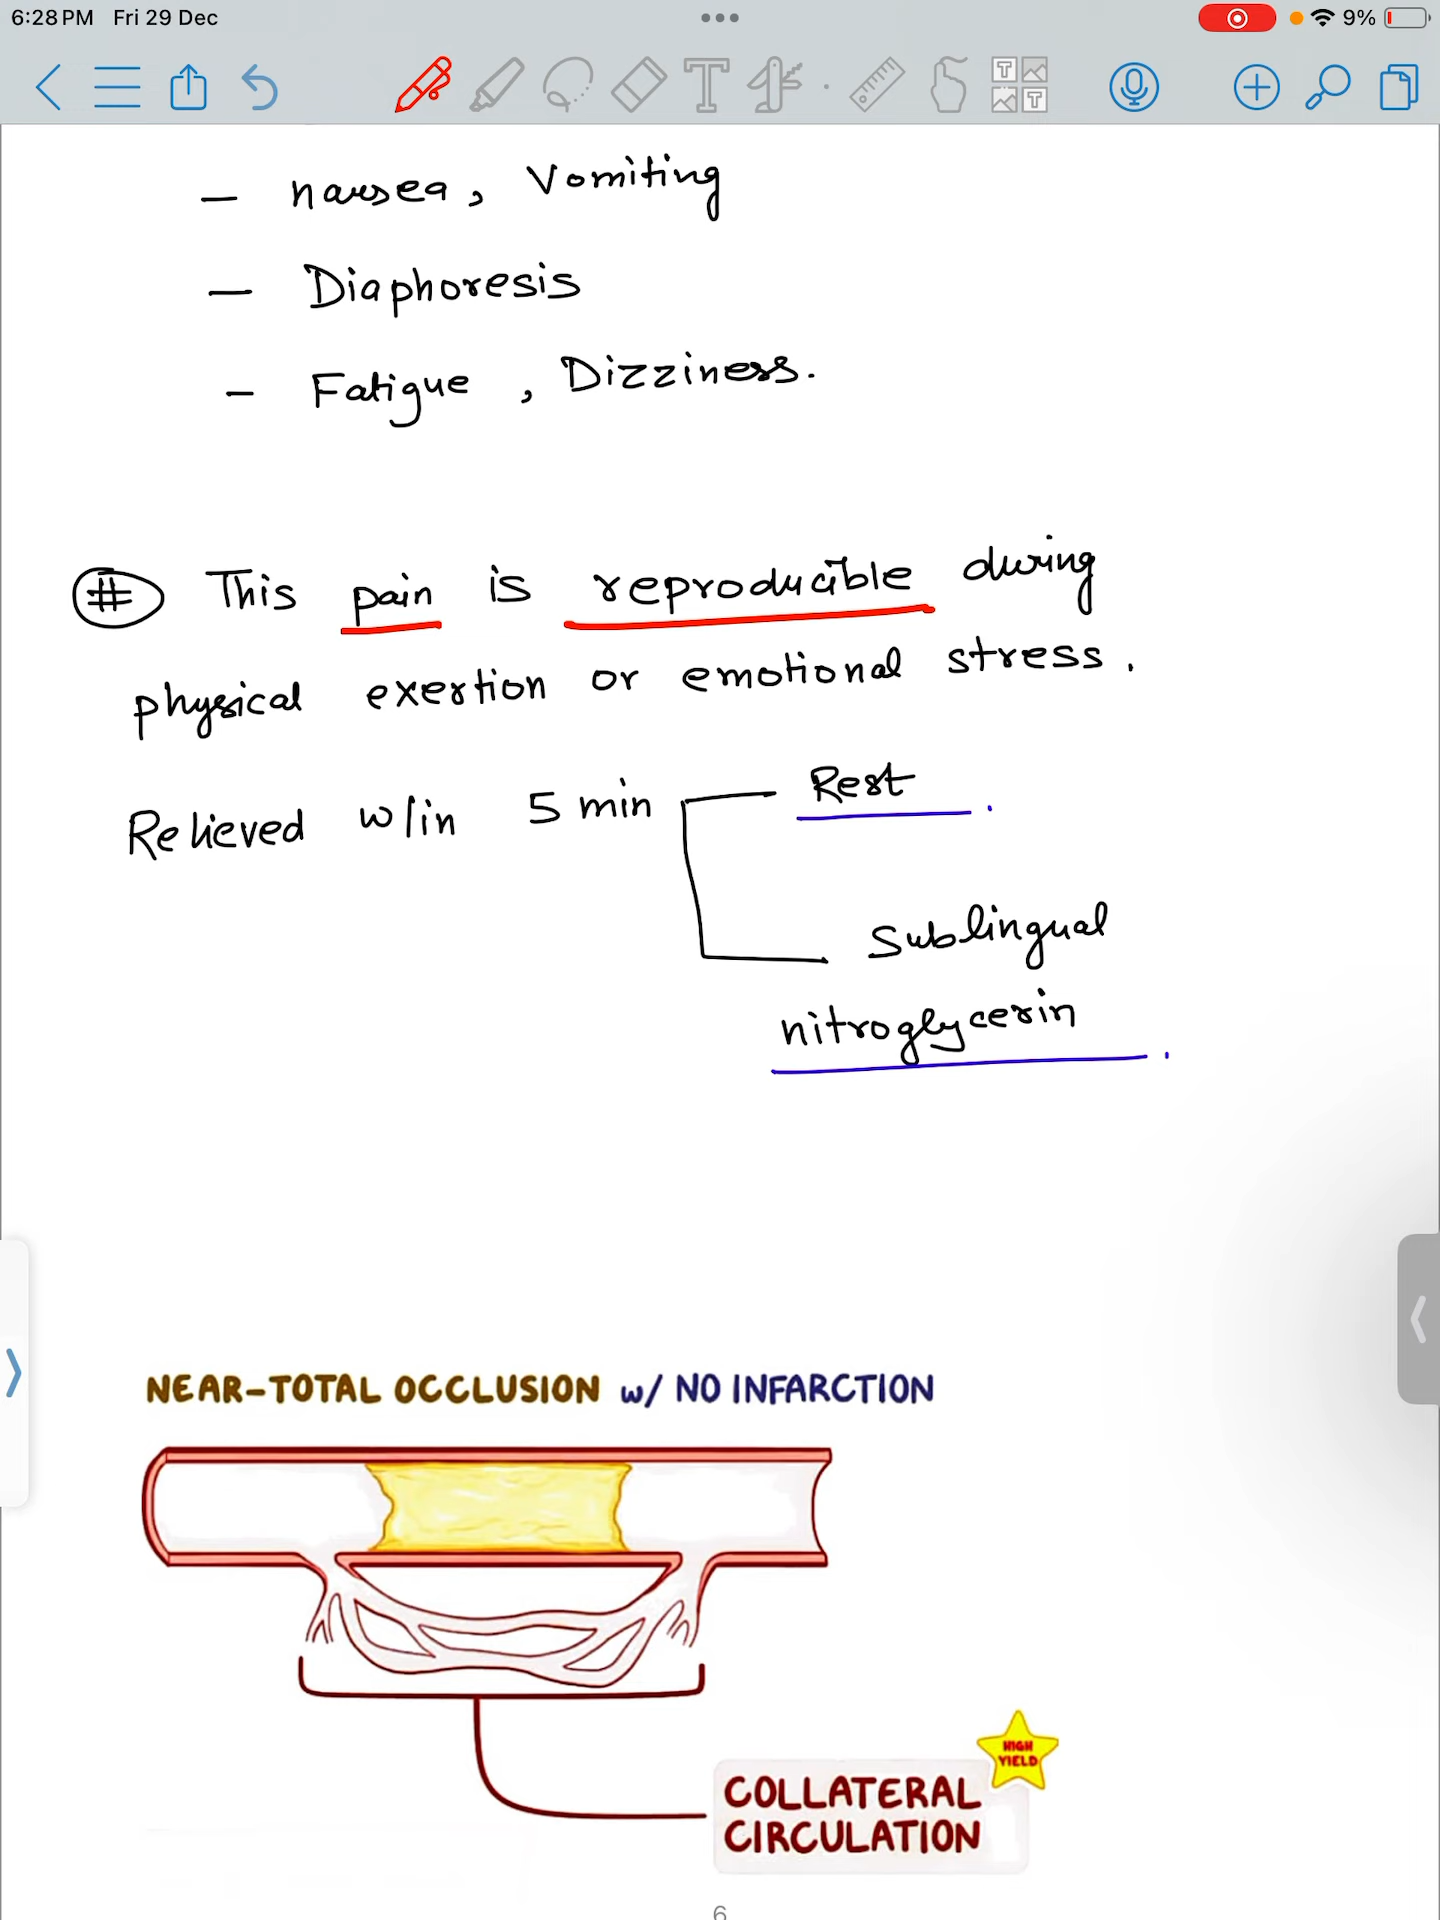 6:28 PM Fri 29 Dec
9%
- nausea, Vomiting
- Diaphoresis
- Fatigue, Dizziness.
# This pain is reproducible during
physical exertion or emotional stress.
Relieved w/in 5 min Rest.
Sublingual
nitroglycerin.
NEAR-TOTAL OCCLUSION w/ NO INFARCTION
HIGH
YIELD
COLLATERAL
CIRCULATION
6